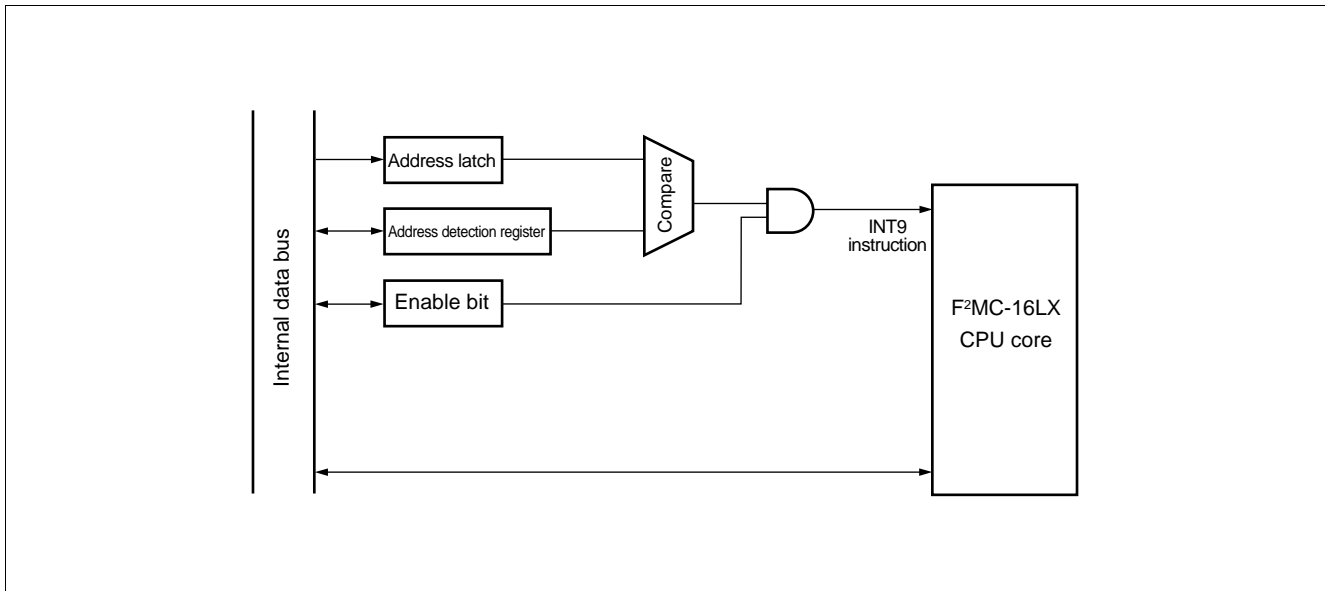 Internal data bus
Address latch
Address detection register
Enable bit
Compare
INT9
instruction
F²MC-16LX
CPU core